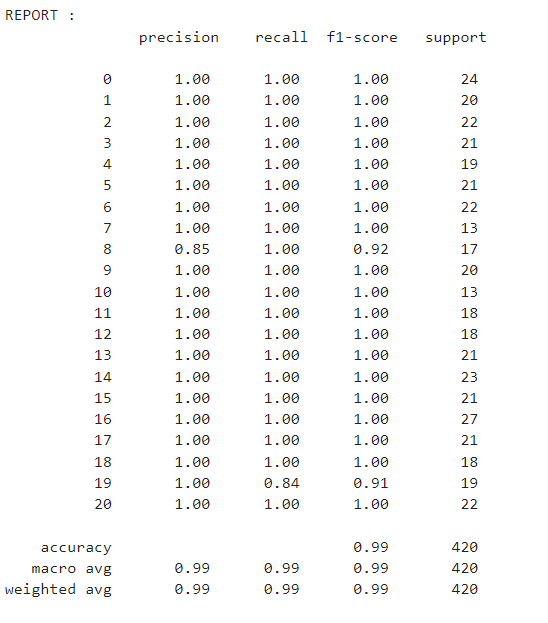 REPORT :
precision recall f1-score support
0 1.00 1.00 1.00 24
1 1.00 1.00 1.00 20
2 1.00 1.00 1.00 22
3 1.00 1.00 1.00 21
4 1.00 1.00 1.00 19
5 1.00 1.00 1.00 21
6 1.00 1.00 1.00 22
7 1.00 1.00 1.00 13
8 0.85 1.00 0.92 17
9 1.00 1.00 1.00 20
10 1.00 1.00 1.00 13
11 1.00 1.00 1.00 18
12 1.00 1.00 1.00 18
13 1.00 1.00 1.00 21
14 1.00 1.00 1.00 23
15 1.00 1.00 1.00 21
16 1.00 1.00 1.00 27
17 1.00 1.00 1.00 21
18 1.00 1.00 1.00 18
19 1.00 0.84 0.91 19
20 1.00 1.00 1.00 22
accuracy 0.99 420
macro avg 0.99 0.99 0.99 420
weighted avg 0.99 0.99 0.99 420